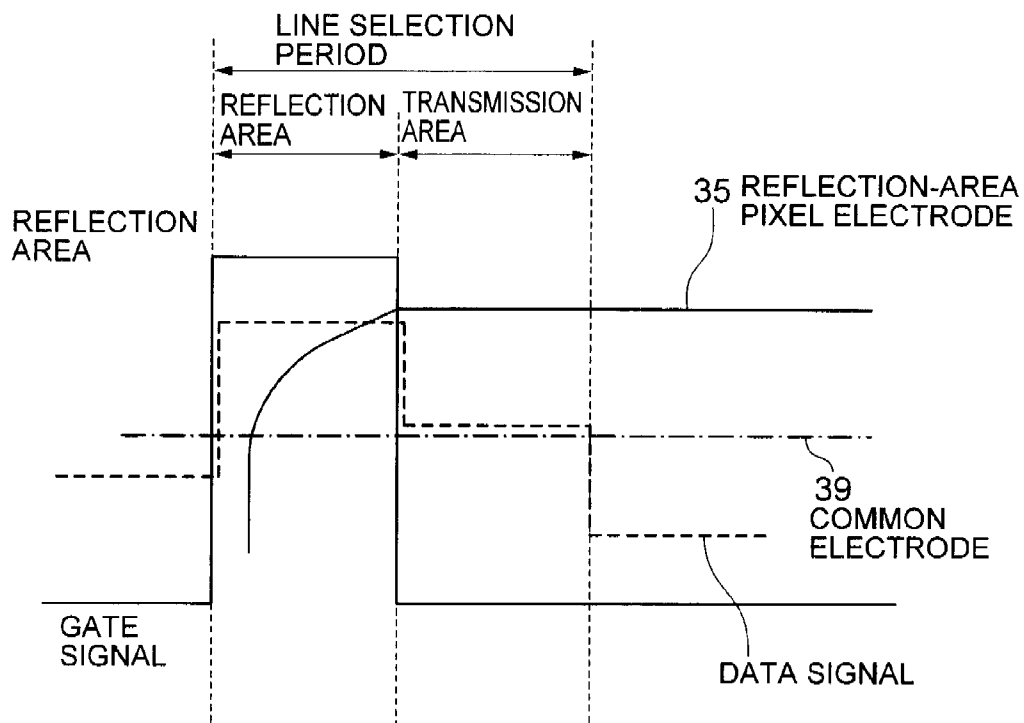 LINE SELECTION
PERIOD
REFLECTION
AREA
TRANSMISSION
AREA
REFLECTION
AREA
35 REFLECTION-AREA
PIXEL ELECTRODE
39
COMMON
ELECTRODE
GATE
SIGNAL
DATA SIGNAL